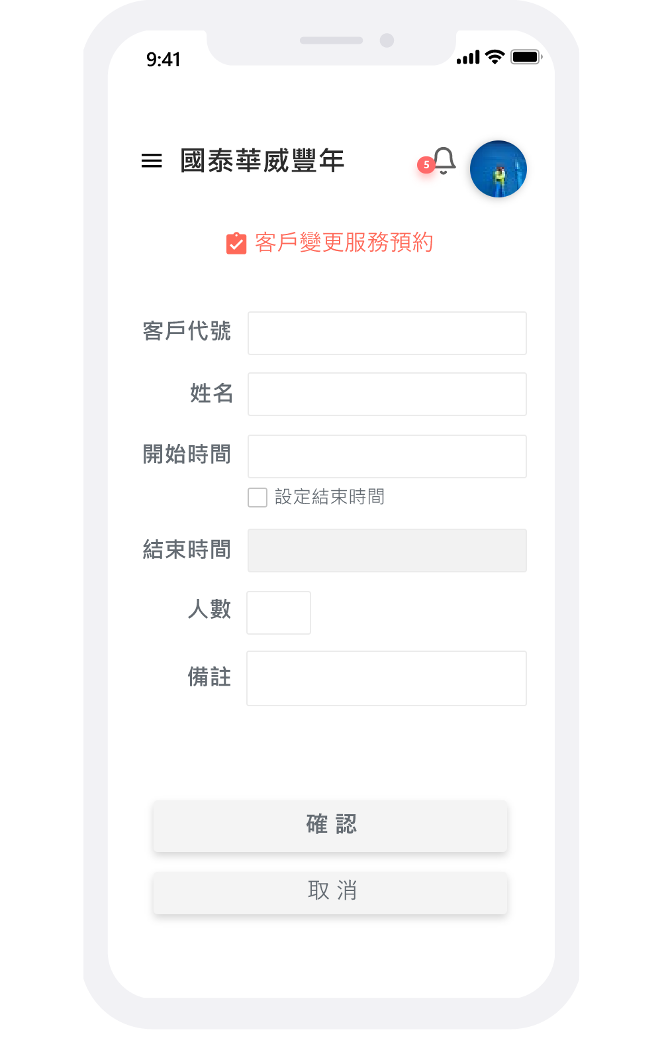 9:41
國泰華威豐年
5
客戶變更服務預約
客戶代號
姓名
開始時間
設定結束時間
結束時間
人數
備註
確認
取消